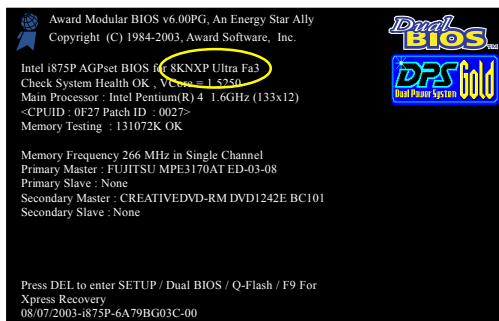 Award Modular BIOS v6.00PG, An Energy Star Ally
Copyright (C) 1984-2003, Award Software, Inc.
Dual
BIOS TM
DPS Gold
Dual Power System
Intel i875P AGPset BIOS for 8KNXP Ultra Fa3
Check System Health OK , VCore = 1.5250
Main Processor : Intel Pentium(R) 4 1.6GHz (133x12)
<CPUID : 0F27 Patch ID : 0027>
Memory Testing : 131072K OK
Memory Frequency 266 MHz in Single Channel
Primary Master : FUJITSU MPE3170AT ED-03-08
Primary Slave : None
Secondary Master : CREATIVEDVD-RM DVD1242E BC101
Secondary Slave : None
Press DEL to enter SETUP / Dual BIOS / Q-Flash / F9 For
Xpress Recovery
08/07/2003-i875P-6A79BG03C-00